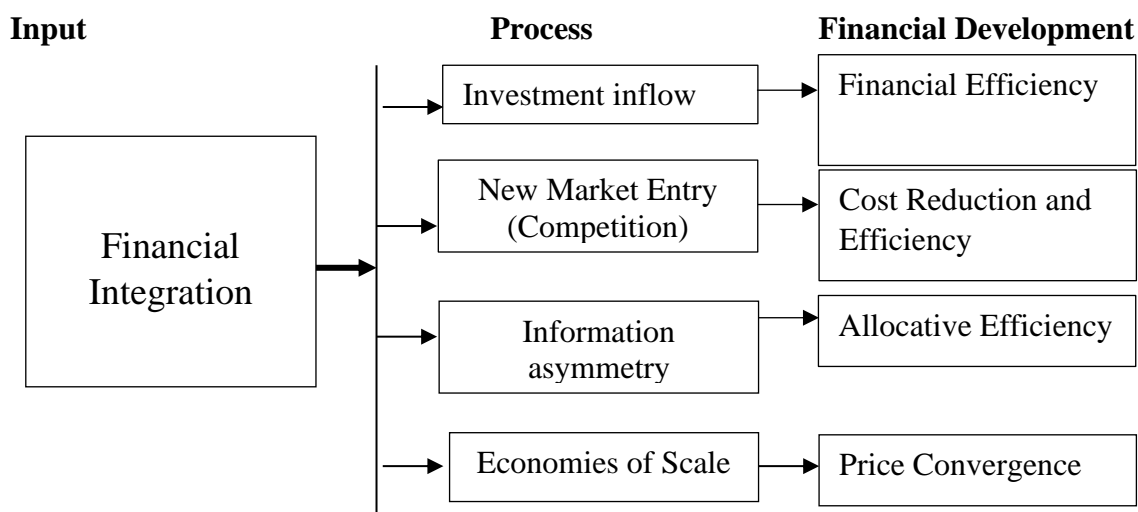 Input Process Financial Development
Financial
Integration
Investment inflow
Financial Efficiency
New Market Entry
(Competition)
Cost Reduction and
Efficiency
Information
asymmetry
Allocative Efficiency
Economies of Scale
Price Convergence